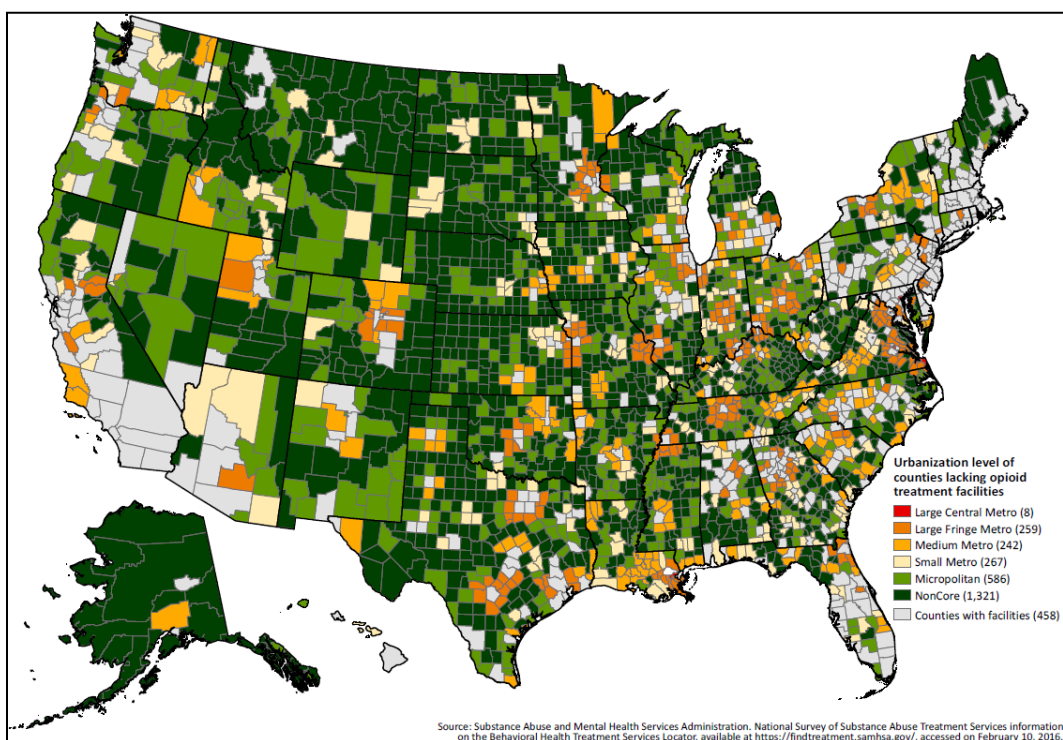 Urbanization level of
counties lacking opioid
treatment facilities
Large Central Metro (8)
Large Fringe Metro (259)
Medium Metro (242)
Small Metro (267)
Micropolitan (586)
NonCore (1,321)
Counties with facilities (458)
Source: Substance Abuse and Mental Health Services Administration. National Survey of Substance Abuse Treatment Services information
on the Behavioral Health Treatment Services Locator, available at https://findtreatment.samhsa.gov/, accessed on February 10, 2016.